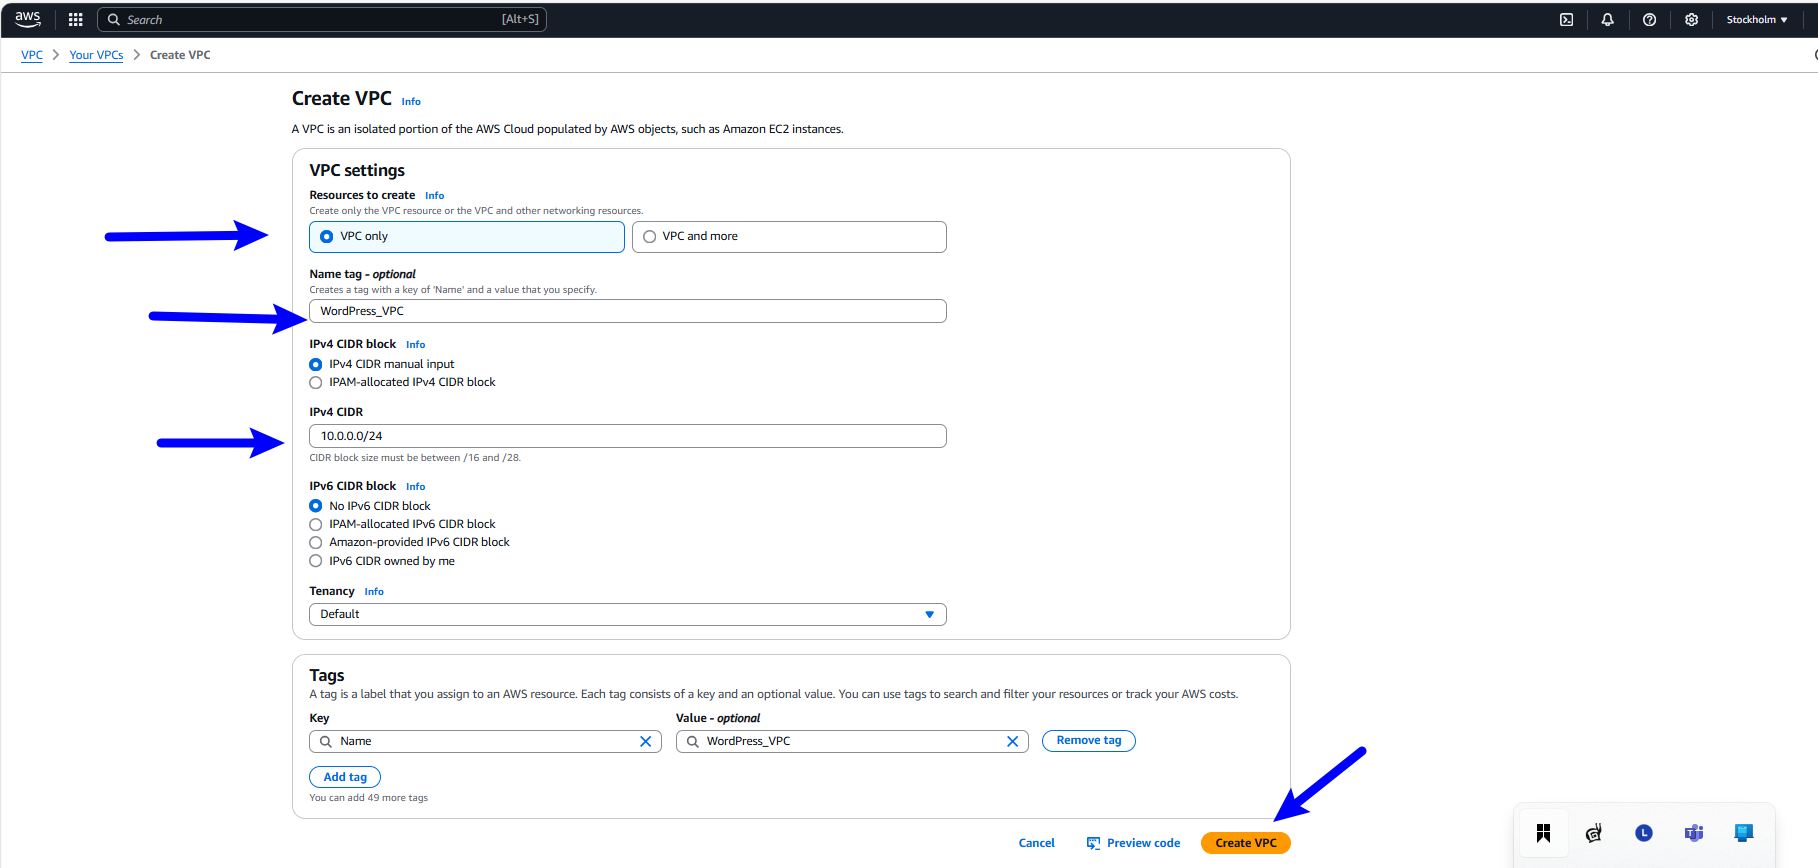 aws
Search [Alt+S]
Stockholm
VPC Your VPCs Create VPC
Create VPC Info
A VPC is an isolated portion of the AWS Cloud populated by AWS objects, such as Amazon EC2 instances.
VPC settings
Resources to create Info
Create only the VPC resource or the VPC and other networking resources.
VPC only VPC and more
Name tag - optional
Creates a tag with a key of 'Name' and a value that you specify.
WordPress_VPC
IPv4 CIDR block Info
IPv4 CIDR manual input
IPAM-allocated IPv4 CIDR block
IPv4 CIDR
10.0.0.0/24
CIDR block size must be between /16 and /28.
IPv6 CIDR block Info
No IPv6 CIDR block
IPAM-allocated IPv6 CIDR block
Amazon-provided IPv6 CIDR block
IPv6 CIDR owned by me
Tenancy Info
Default
Tags
A tag is a label that you assign to an AWS resource. Each tag consists of a key and an optional value. You can use tags to search and filter your resources or track your AWS costs.
Key Value - optional
Name WordPress_VPC Remove tag
Add tag
You can add 49 more tags
Cancel Preview code Create VPC
L